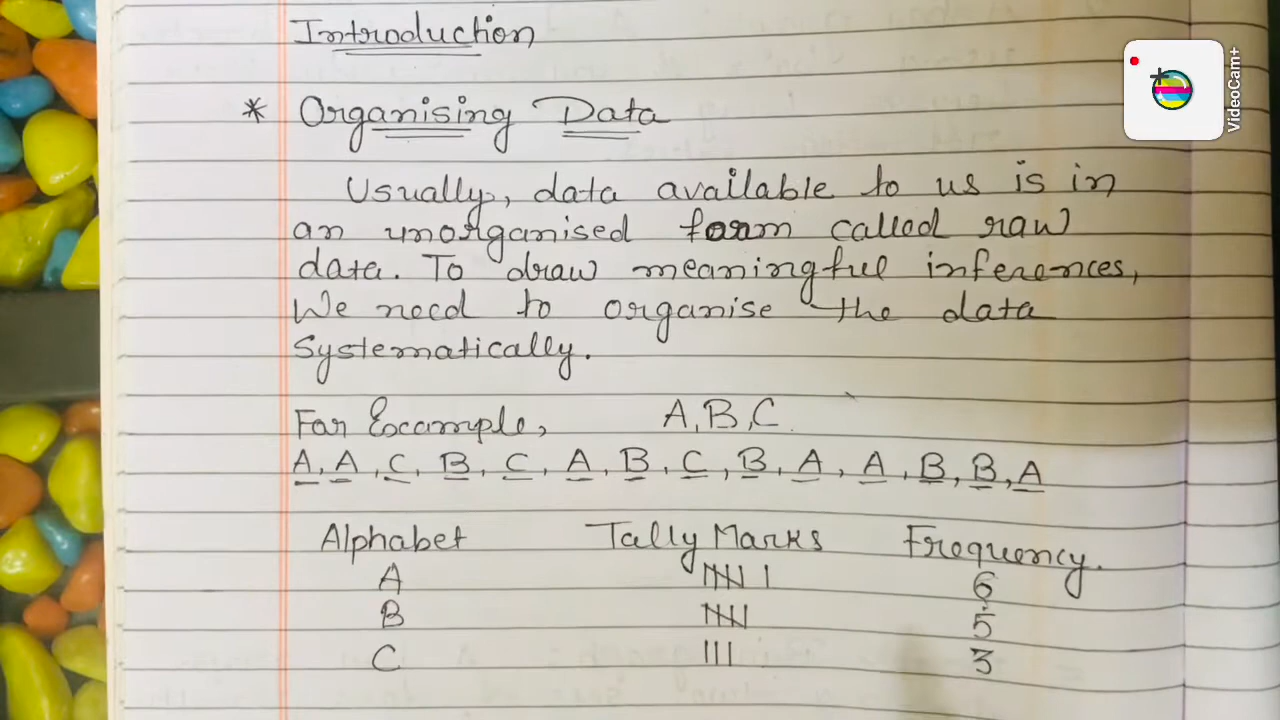 Introduction
* Organising Data
Usually, data available to us is in
an unorganised form called raw
data. To draw meaningful inferences,
We need to organise the data
Systematically.
For Example, A, B, C.
A, A, C, B, C, A, B, C, B, A, A, B, B, A
Alphabet Tally Marks Frequency.
A 𝍸 | 6
B 𝍸 5
C ||| 3
VideoCam+